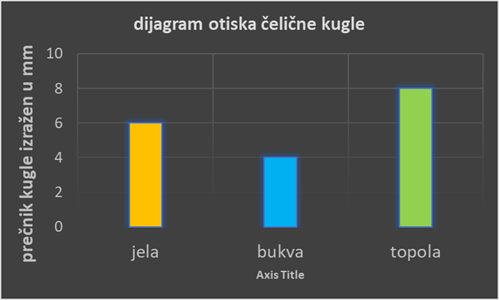 dijagram otiska čelične kugle
prečnik kugle izražen u mm
10
8
6
4
2
0
jela bukva topola
Axis Title